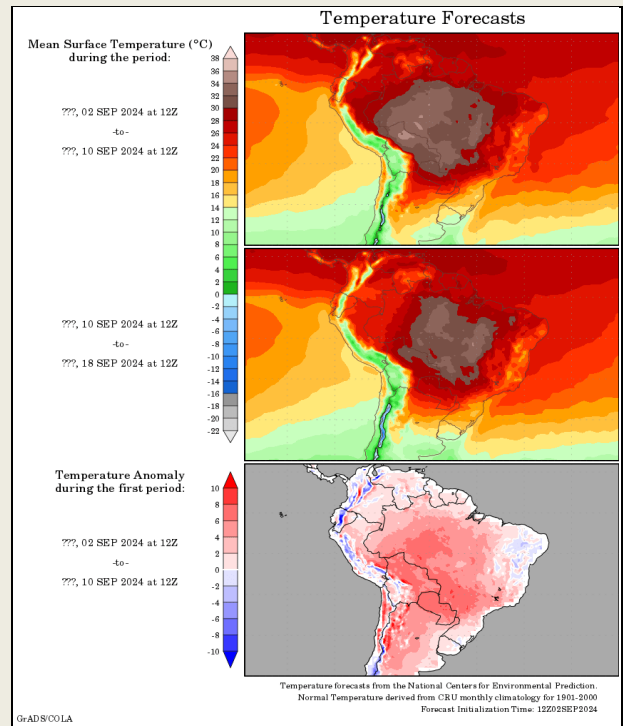 Temperature Forecasts
Mean Surface Temperature (°C)
during the period:
???, 02 SEP 2024 at 12Z
-to-
???, 10 SEP 2024 at 12Z
38
36
34
32
30
28
26
24
22
20
18
16
14
12
10
8
6
4
2
0
-2
-4
-6
-8
-10
-12
-14
-16
-17
-18
-20
-22
???, 10 SEP 2024 at 12Z
-to-
???, 18 SEP 2024 at 12Z
Temperature Anomaly
during the first period:
???, 02 SEP 2024 at 12Z
-to-
???, 10 SEP 2024 at 12Z
10
8
6
4
2
0
-2
-4
-6
-8
-10
Temperature forecasts from the National Centers for Environmental Prediction.
Normal Temperature derived from CRU monthly climatology for 1901-2000
Forecast Initialization Time: 12Z02SEP2024
GrADS/COLA